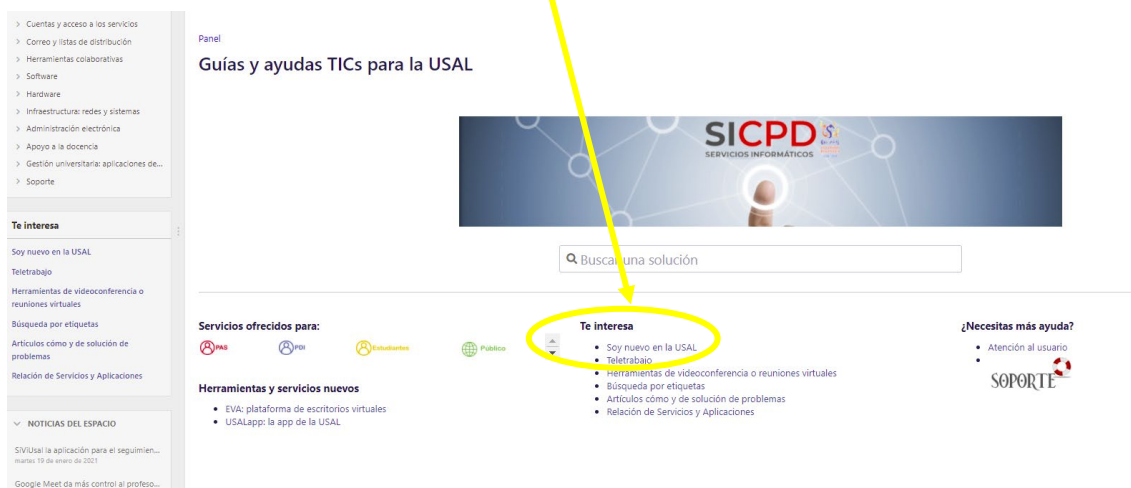 Cuentas y acceso a los servicios
Correo y listas de distribución
Herramientas colaborativas
Software
Hardware
Infraestructura: redes y sistemas
Administración electrónica
Apoyo a la docencia
Gestión universitaria: aplicaciones de...
Soporte
Te interesa
Soy nuevo en la USAL
Teletrabajo
Herramientas de videoconferencia o
reuniones virtuales
Búsqueda por etiquetas
Artículos cómo y de solución de
problemas
Relación de Servicios y Aplicaciones
NOTICIAS DEL ESPACIO
SiViUsal la aplicación para el seguimien...
martes 19 de enero de 2021
Google Meet da más control al profeso...
Panel
Guías y ayudas TICs para la USAL
SICPD
SERVICIOS INFORMÁTICOS
Buscar una solución
Servicios ofrecidos para:
PAS PDI Estudiantes Público
Herramientas y servicios nuevos
EVA: plataforma de escritorios virtuales
USALapp: la app de la USAL
Te interesa
Soy nuevo en la USAL
Teletrabajo
Herramientas de videoconferencia o reuniones virtuales
Búsqueda por etiquetas
Artículos cómo y de solución de problemas
Relación de Servicios y Aplicaciones
¿Necesitas más ayuda?
Atención al usuario
SOPORTE